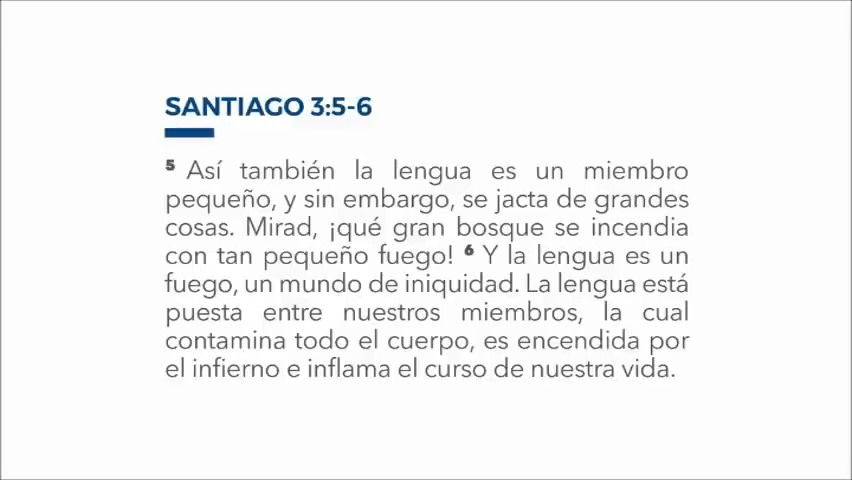 SANTIAGO 3:5-6
5 Así también la lengua es un miembro
pequeño, y sin embargo, se jacta de grandes
cosas. Mirad, ¡qué gran bosque se incendia
con tan pequeño fuego! 6 Y la lengua es un
fuego, un mundo de iniquidad. La lengua está
puesta entre nuestros miembros, la cual
contamina todo el cuerpo, es encendida por
el infierno e inflama el curso de nuestra vida.